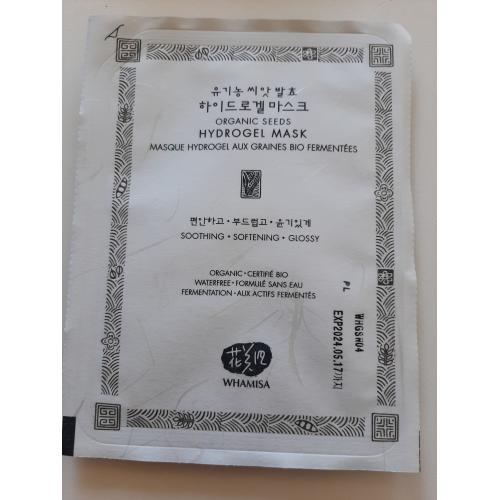 유기농 씨앗 발효
하이드로겔 마스크
ORGANIC SEEDS
HYDROGEL MASK
MASQUE HYDROGEL AUX GRAINES BIO FERMENTÉES
편안하고 • 부드럽고 • 윤기있게
SOOTHING • SOFTENING • GLOSSY
ORGANIC • CERTIFIÉ BIO
WATERFREE • FORMULÉ SANS EAU
FERMENTATION • AUX ACTIFS FERMENTÉS
PL
WHGSH04
EXP2024.05.17까지
WHAMISA